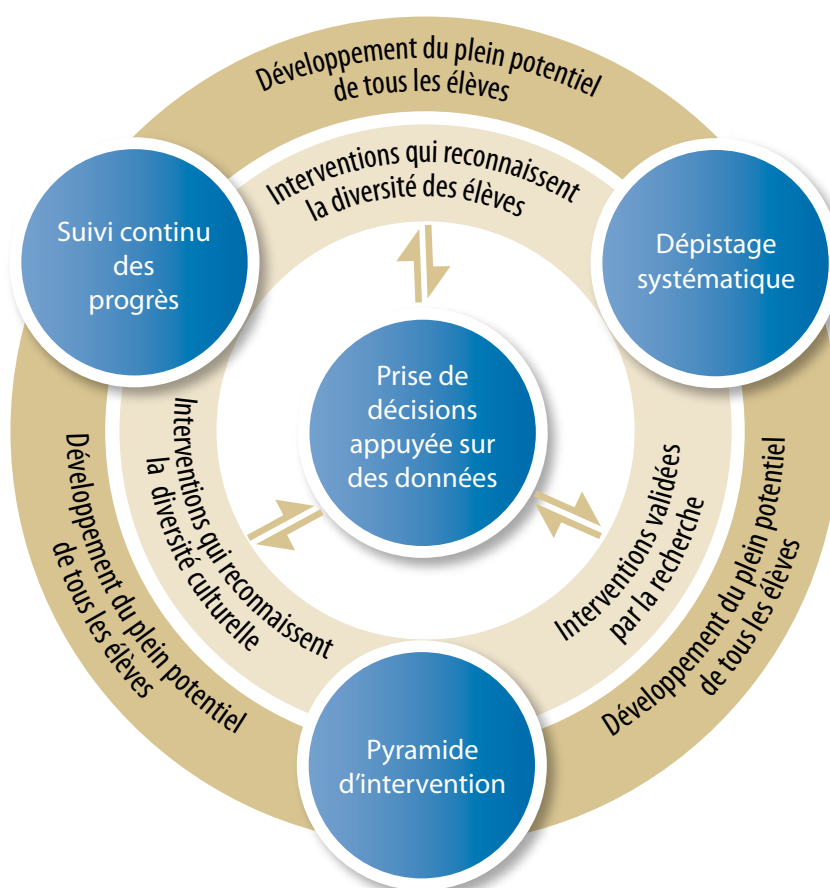 Développement du plein potentiel
de tous les élèves
Interventions qui reconnaissent
la diversité des élèves
Suivi continu
des
progrès
Dépistage
systématique
Prise de
décisions
appuyée sur
des données
Interventions qui reconnaissent
la diversité culturelle
Interventions validées
par la recherche
Développement du plein potentiel
de tous les élèves
Développement du plein potentiel
de tous les élèves
Pyramide
d’intervention